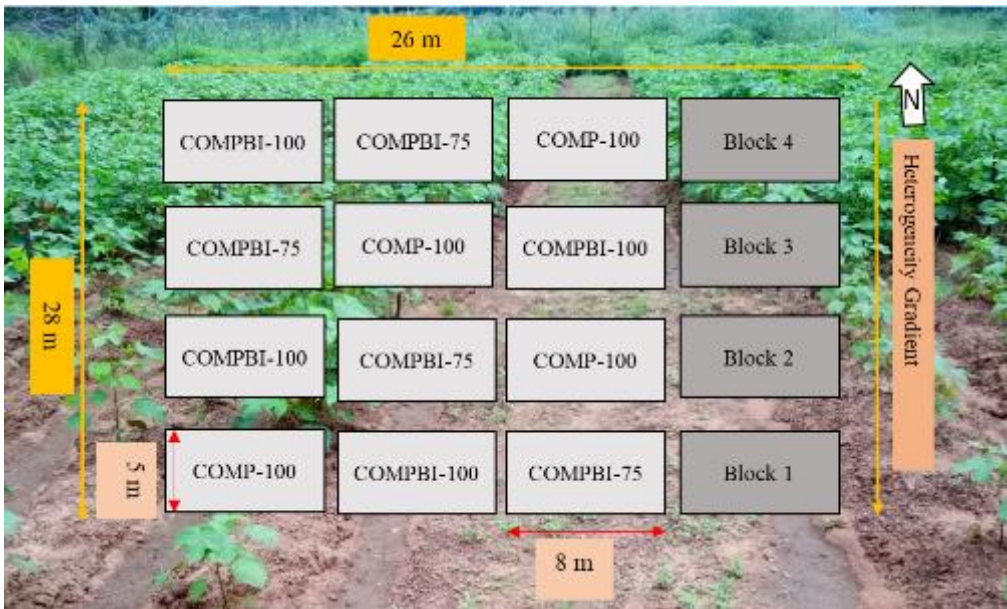 26 m
N
COMPBI-100 COMPBI-75 COMP-100 Block 4
COMPBI-75 COMP-100 COMPBI-100 Block 3
COMPBI-100 COMPBI-75 COMP-100 Block 2
COMP-100 COMPBI-100 COMPBI-75 Block 1
28 m
5 m
8 m
Heterogencity Gradient